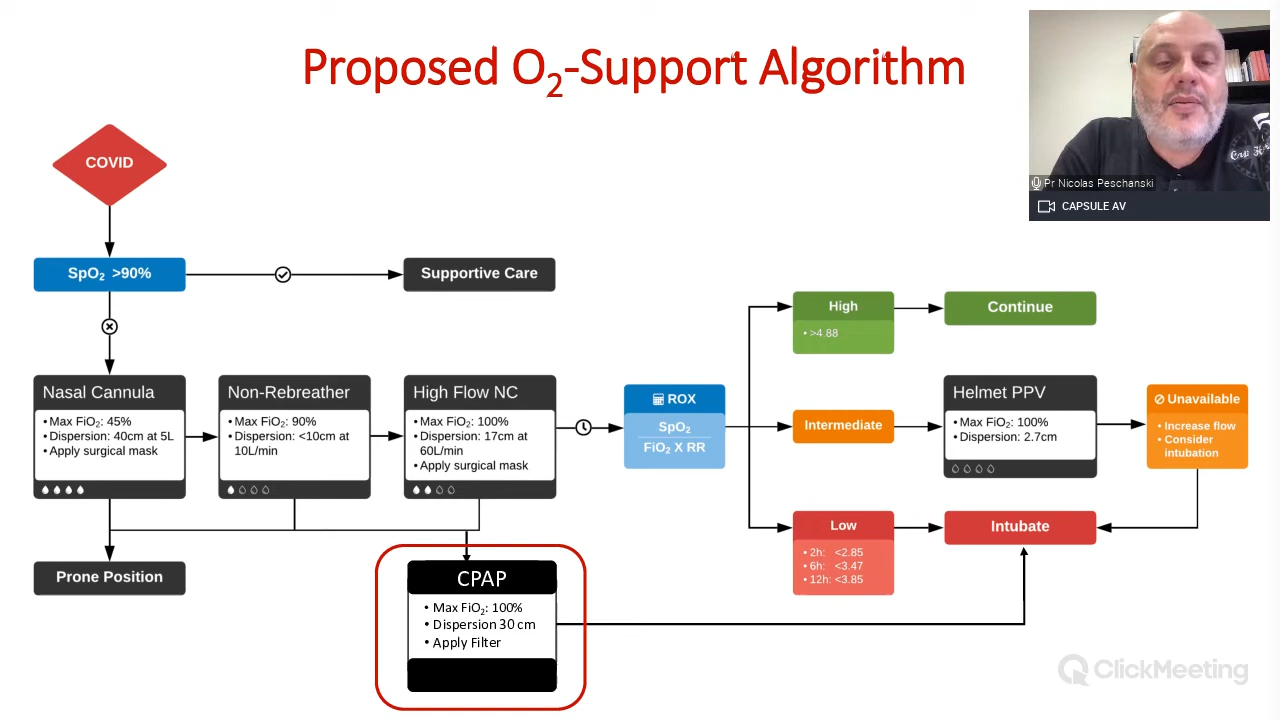 Proposed O2-Support Algorithm
Pr Nicolas Peschanski
CAPSULE AV
COVID
SpO2 >90%
Supportive Care
Nasal Cannula
• Max FiO2: 45%
• Dispersion: 40cm at 5L
• Apply surgical mask
Non-Rebreather
• Max FiO2: 90%
• Dispersion: <10cm at
10L/min
High Flow NC
• Max FiO2: 100%
• Dispersion: 17cm at
60L/min
• Apply surgical mask
ROX
SpO2
FiO2 X RR
High
• >4.88
Continue
Intermediate
Helmet PPV
• Max FiO2: 100%
• Dispersion: 2.7cm
Unavailable
• Increase flow
• Consider
intubation
Low
• 2h: <2.85
• 6h: <3.47
• 12h: <3.85
Intubate
Prone Position
CPAP
• Max FiO2: 100%
• Dispersion 30 cm
• Apply Filter
ClickMeeting